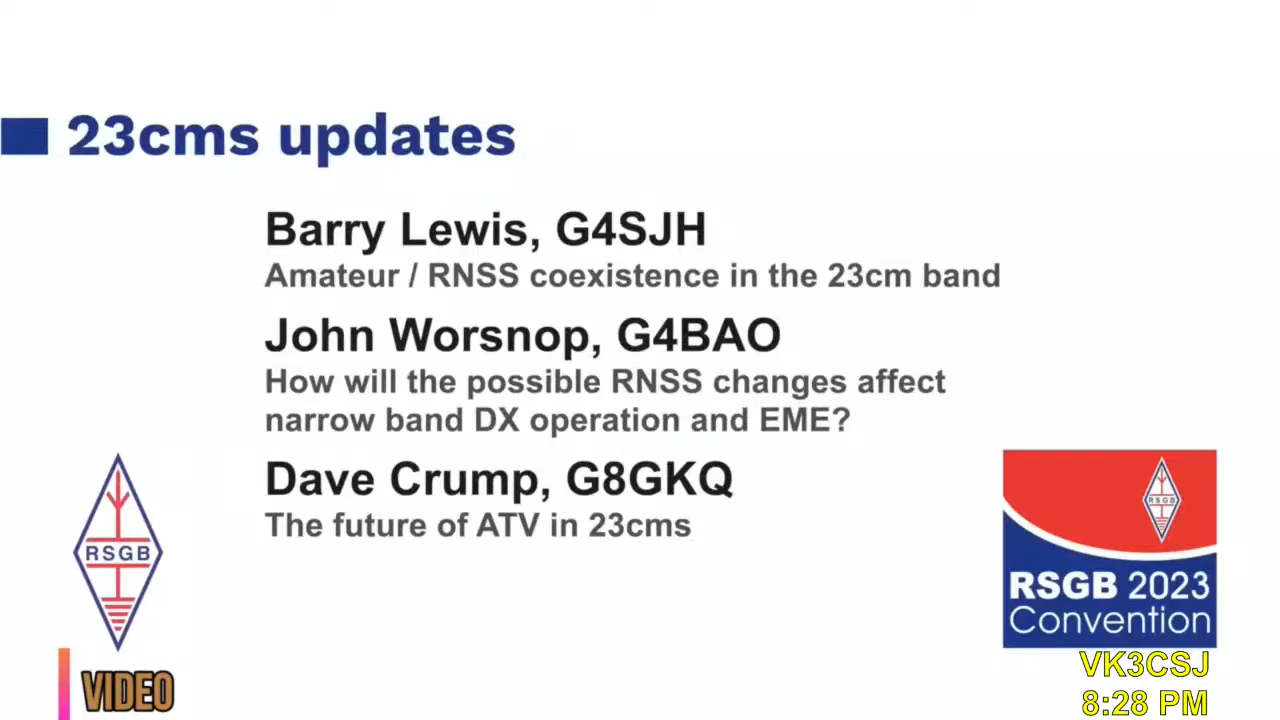 23cms updates
Barry Lewis, G4SJH
Amateur / RNSS coexistence in the 23cm band
John Worsnop, G4BAO
How will the possible RNSS changes affect
narrow band DX operation and EME?
Dave Crump, G8GKQ
The future of ATV in 23cms
RSGB
RSGB
RSGB 2023
Convention
VIDEO
VK3CSJ
8:28 PM